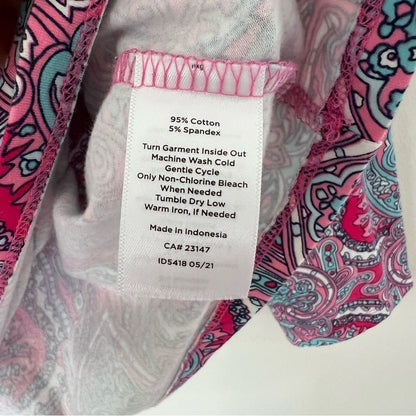 95% Cotton
5% Spandex
Turn Garment Inside Out
Machine Wash Cold
Gentle Cycle
Only Non-Chlorine Bleach
When Needed
Tumble Dry Low
Warm Iron, If Needed
Made in Indonesia
CA# 23147
ID5418 05/21